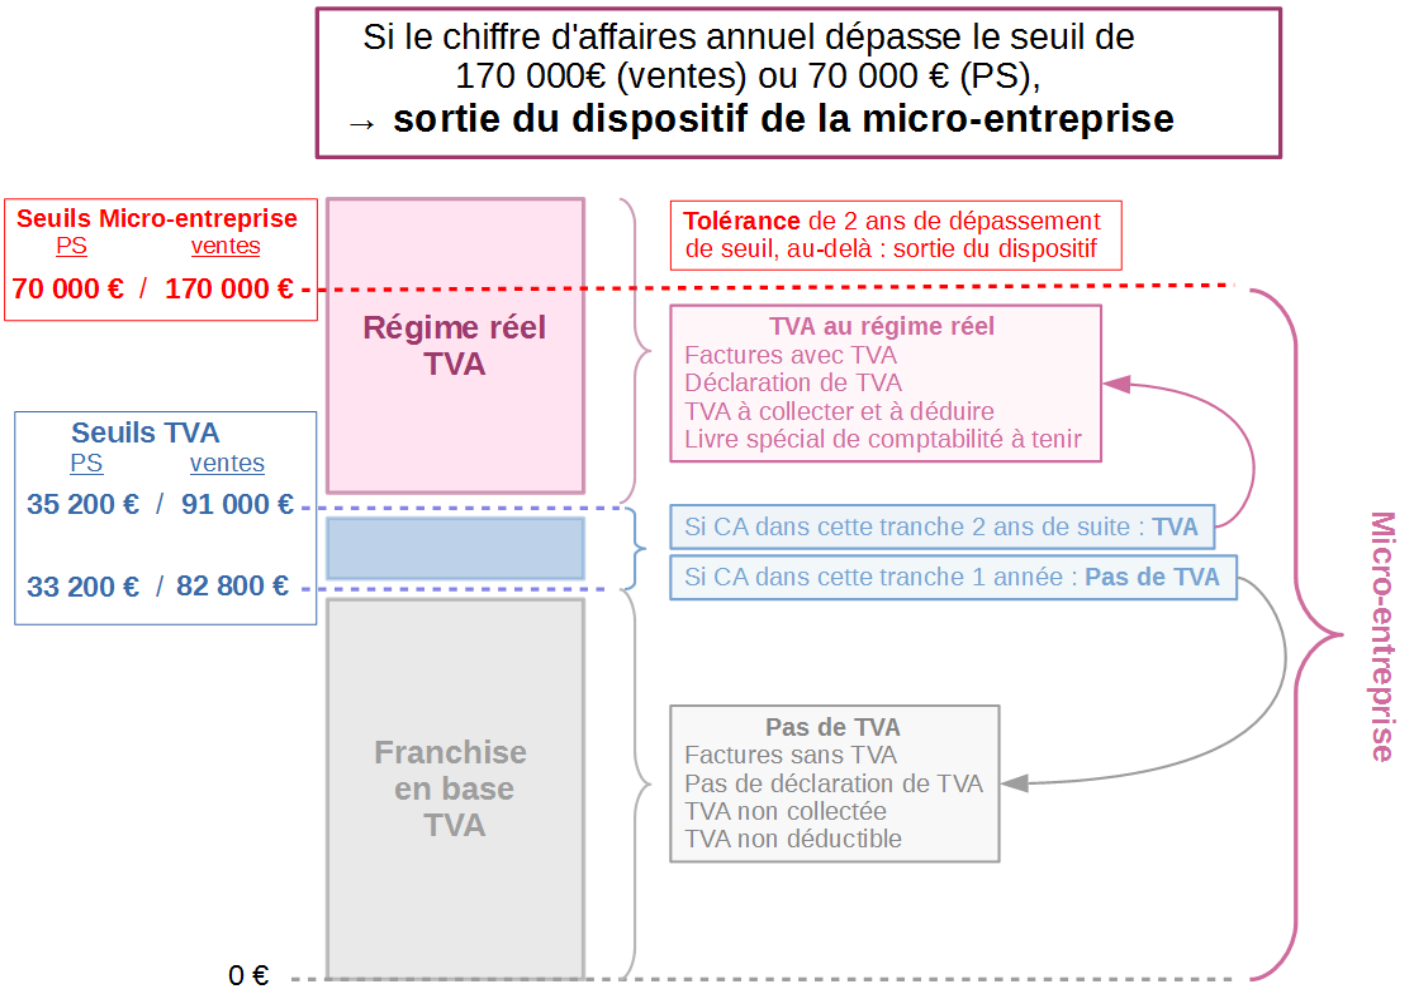 Si le chiffre d'affaires annuel dépasse le seuil de
170 000€ (ventes) ou 70 000 € (PS),
→ sortie du dispositif de la micro-entreprise
Seuils Micro-entreprise
PS ventes
70 000 € / 170 000 €
Tolérance de 2 ans de dépassement
de seuil, au-delà : sortie du dispositif
Régime réel
TVA
TVA au régime réel
Factures avec TVA
Déclaration de TVA
TVA à collecter et à déduire
Livre spécial de comptabilité à tenir
Seuils TVA
PS ventes
35 200 € / 91 000 €
33 200 € / 82 800 €
Si CA dans cette tranche 2 ans de suite : TVA
Si CA dans cette tranche 1 année : Pas de TVA
Micro-entreprise
Franchise
en base
TVA
Pas de TVA
Factures sans TVA
Pas de déclaration de TVA
TVA non collectée
TVA non déductible
0 €